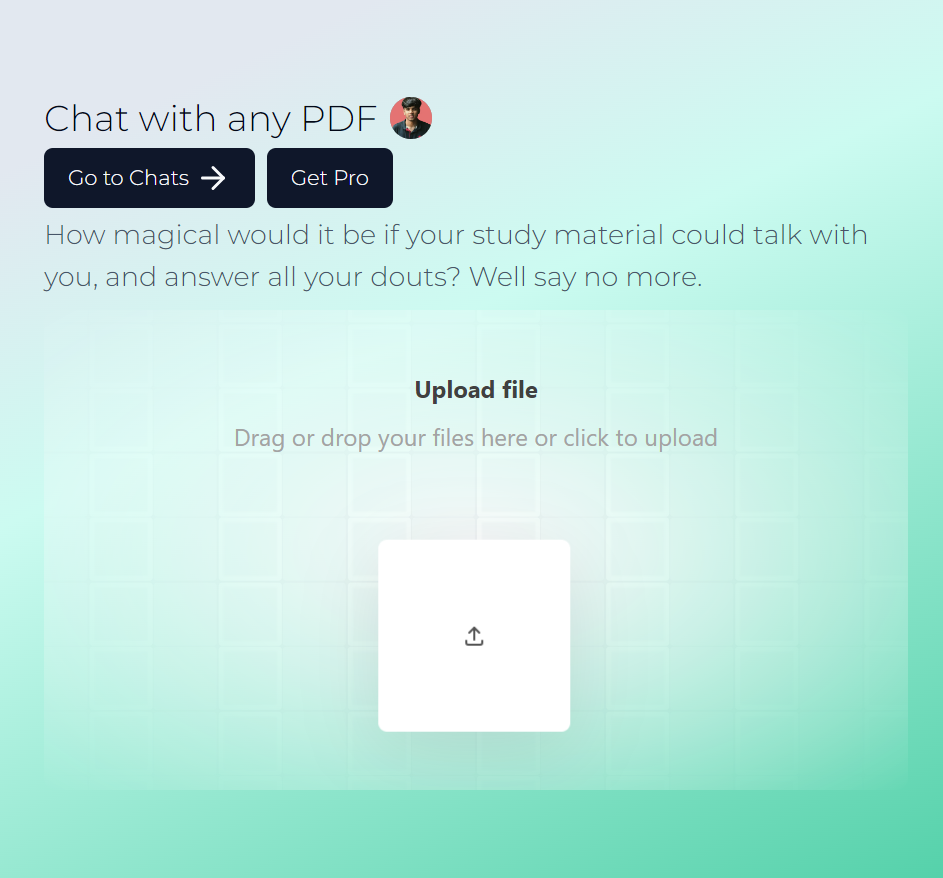 Chat with any PDF
Go to Chats Get Pro
How magical would it be if your study material could talk with
you, and answer all your douts? Well say no more.
Upload file
Drag or drop your files here or click to upload